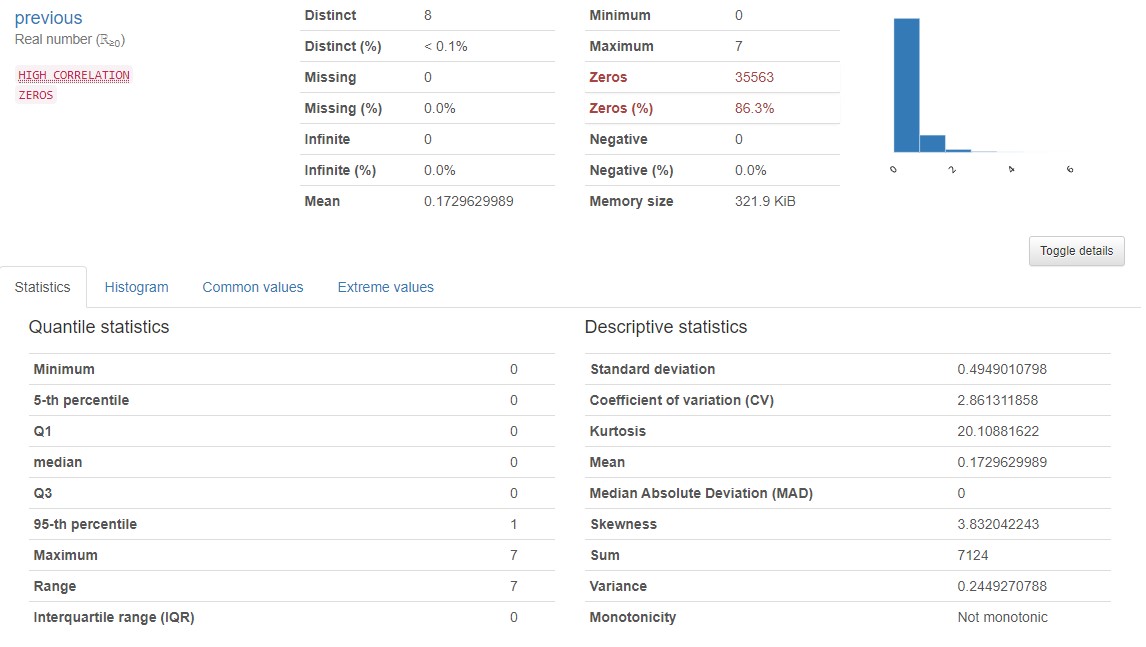 previous
Real number (ℝ≥0)
HIGH CORRELATION
ZEROS
Distinct 8
Distinct (%) < 0.1%
Missing 0
Missing (%) 0.0%
Infinite 0
Infinite (%) 0.0%
Mean 0.1729629989
Minimum 0
Maximum 7
Zeros 35563
Zeros (%) 86.3%
Negative 0
Negative (%) 0.0%
Memory size 321.9 KiB
0 2 4 6
Toggle details
Statistics Histogram Common values Extreme values
Quantile statistics
Minimum 0
5-th percentile 0
Q1 0
median 0
Q3 0
95-th percentile 1
Maximum 7
Range 7
Interquartile range (IQR) 0
Descriptive statistics
Standard deviation 0.4949010798
Coefficient of variation (CV) 2.861311858
Kurtosis 20.10881622
Mean 0.1729629989
Median Absolute Deviation (MAD) 0
Skewness 3.832042243
Sum 7124
Variance 0.2449270788
Monotonicity Not monotonic